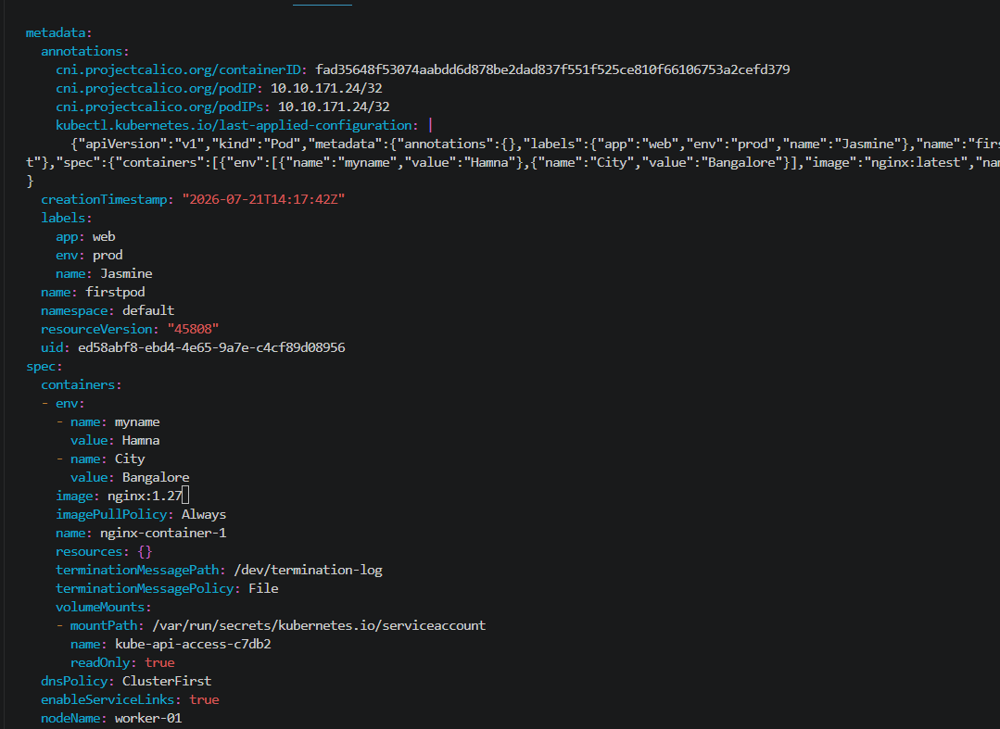 metadata:
  annotations:
    cni.projectcalico.org/containerID: fad35648f53074aabdd6d878be2dad837f551f525ce810f66106753a2cefd379
    cni.projectcalico.org/podIP: 10.10.171.24/32
    cni.projectcalico.org/podIPs: 10.10.171.24/32
    kubectl.kubernetes.io/last-applied-configuration: |
      {"apiVersion":"v1","kind":"Pod","metadata":{"annotations":{},"labels":{"app":"web","env":"prod","name":"Jasmine"},"name":"firs
t"},"spec":{"containers":[{"env":[{"name":"myname","value":"Hamna"},{"name":"City","value":"Bangalore"}],"image":"nginx:latest","nam
}
  creationTimestamp: "2026-07-21T14:17:42Z"
  labels:
    app: web
    env: prod
    name: Jasmine
  name: firstpod
  namespace: default
  resourceVersion: "45808"
  uid: ed58abf8-ebd4-4e65-9a7e-c4cf89d08956
spec:
  containers:
  - env:
    - name: myname
      value: Hamna
    - name: City
      value: Bangalore
    image: nginx:1.27
    imagePullPolicy: Always
    name: nginx-container-1
    resources: {}
    terminationMessagePath: /dev/termination-log
    terminationMessagePolicy: File
    volumeMounts:
    - mountPath: /var/run/secrets/kubernetes.io/serviceaccount
      name: kube-api-access-c7db2
      readOnly: true
  dnsPolicy: ClusterFirst
  enableServiceLinks: true
  nodeName: worker-01